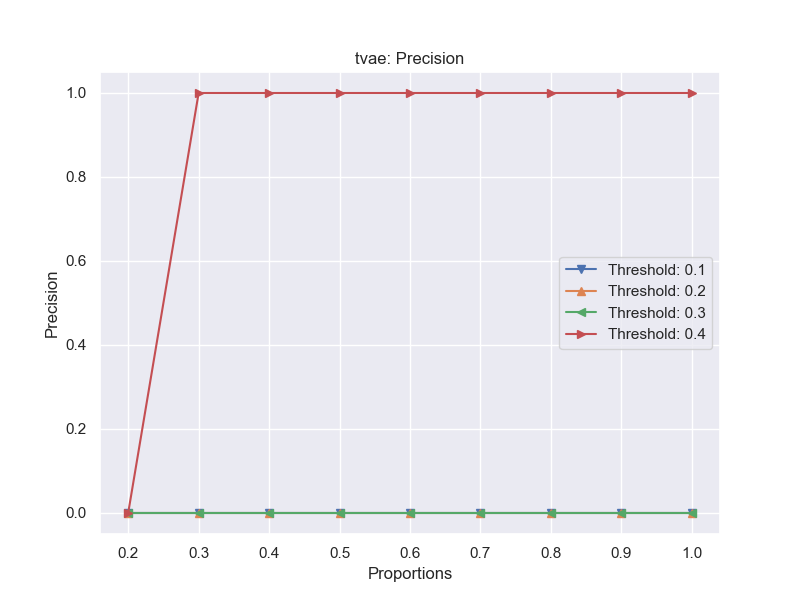 tvae: Precision
Precision
1.0
0.8
0.6
0.4
0.2
0.0
Threshold: 0.1
Threshold: 0.2
Threshold: 0.3
Threshold: 0.4
0.2 0.3 0.4 0.5 0.6 0.7 0.8 0.9 1.0
Proportions